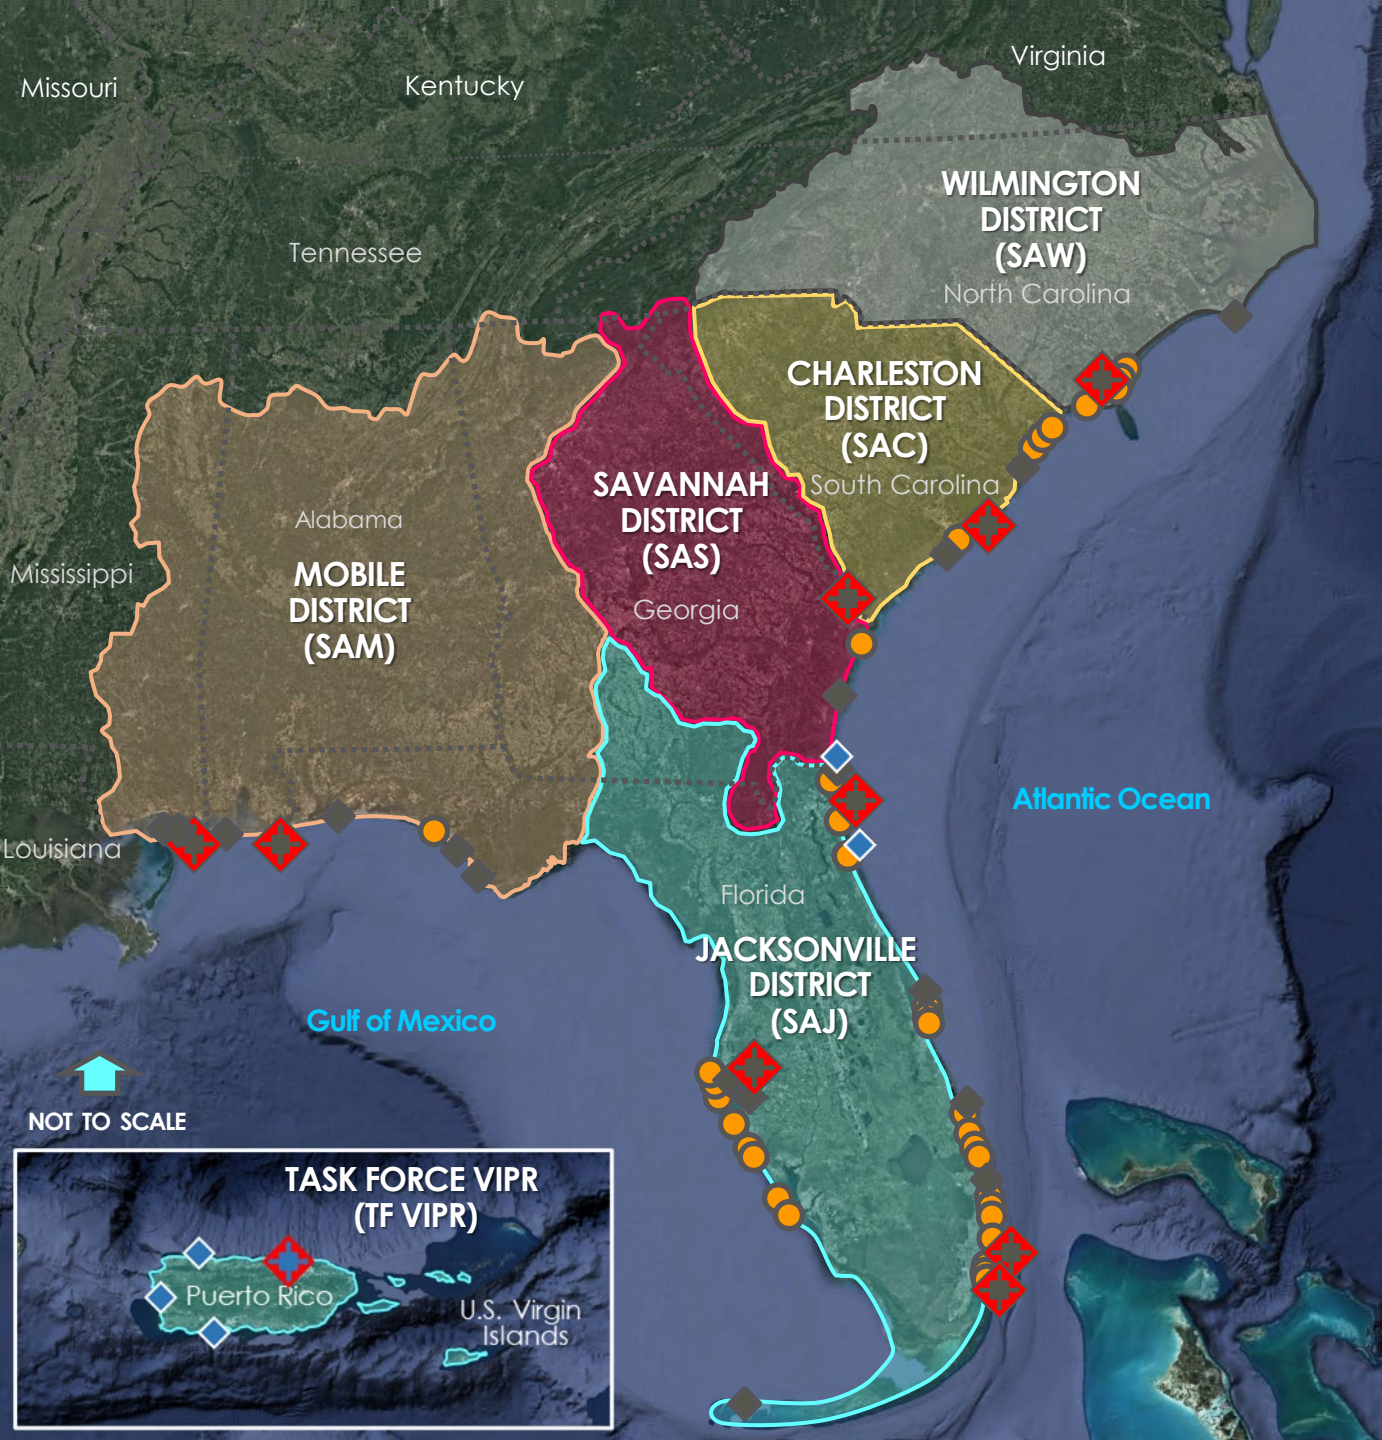 Virginia
Missouri
Kentucky
WILMINGTON
DISTRICT
(SAW)
North Carolina
Tennessee
CHARLESTON
DISTRICT
(SAC)
South Carolina
SAVANNAH
DISTRICT
(SAS)
Georgia
Alabama
MOBILE
DISTRICT
(SAM)
Mississippi
Atlantic Ocean
Louisiana
Florida
JACKSONVILLE
DISTRICT
(SAJ)
Gulf of Mexico
NOT TO SCALE
TASK FORCE VIPR
(TF VIPR)
Puerto Rico
U.S. Virgin
Islands